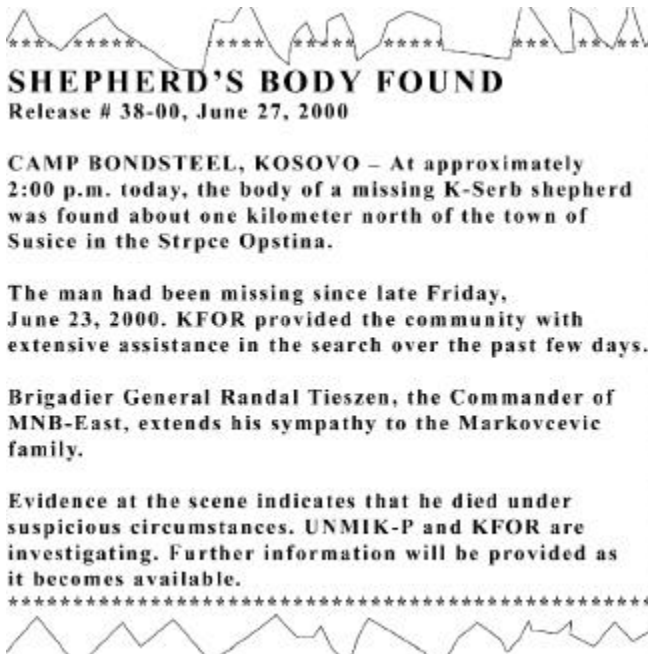 ***** ***** ***** ***** ***** *** * *****
SHEPHERD'S BODY FOUND
Release # 38-00, June 27, 2000
CAMP BONDSTEEL, KOSOVO – At approximately
2:00 p.m. today, the body of a missing K-Serb shepherd
was found about one kilometer north of the town of
Susice in the Strpce Opstina.
The man had been missing since late Friday,
June 23, 2000. KFOR provided the community with
extensive assistance in the search over the past few days.
Brigadier General Randal Tieszen, the Commander of
MNB-East, extends his sympathy to the Markovcevic
family.
Evidence at the scene indicates that he died under
suspicious circumstances. UNMIK-P and KFOR are
investigating. Further information will be provided as
it becomes available.
**************************************************